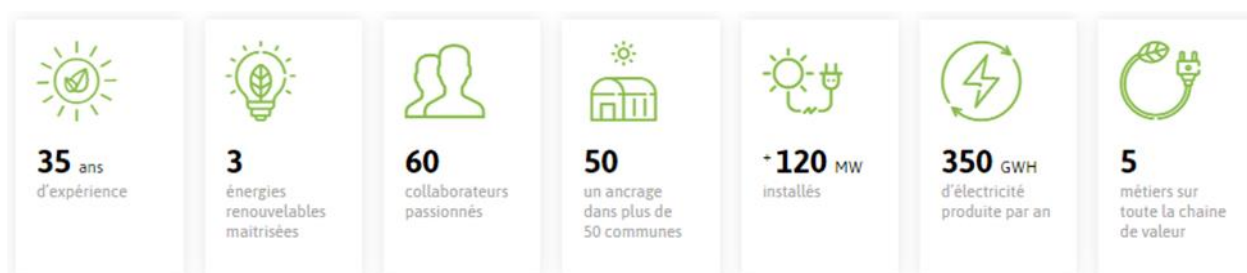 35 ans
d'expérience
3
énergies
renouvelables
maitrisées
60
collaborateurs
passionnés
50
un ancrage
dans plus de
50 communes
+120 MW
installés
350 GWH
d'électricité
produite par an
5
métiers sur
toute la chaine
de valeur